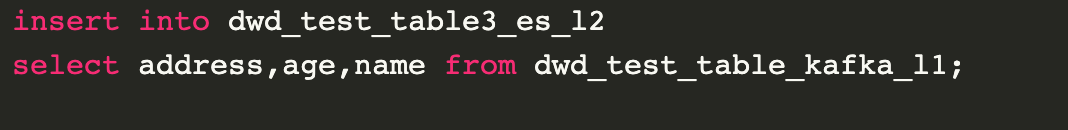 insert into dwd_test_table3_es_l2
select address,age,name from dwd_test_table_kafka_l1;